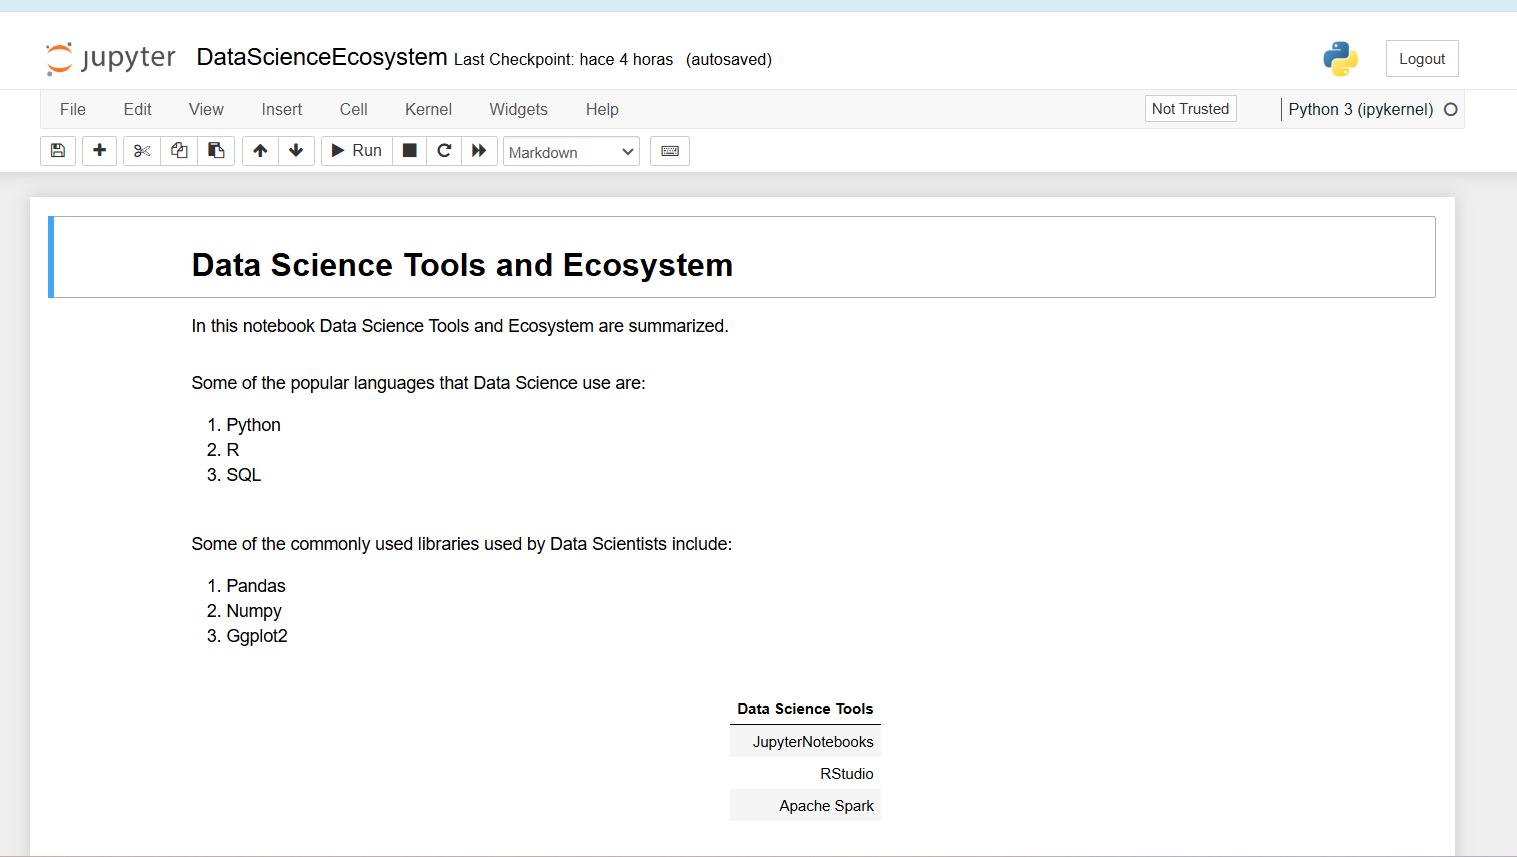 jupyter DataScienceEcosystem Last Checkpoint: hace 4 horas (autosaved) Logout
File Edit View Insert Cell Kernel Widgets Help Not Trusted Python 3 (ipykernel)
Run Markdown
Data Science Tools and Ecosystem
In this notebook Data Science Tools and Ecosystem are summarized.
Some of the popular languages that Data Science use are:
1. Python
2. R
3. SQL
Some of the commonly used libraries used by Data Scientists include:
1. Pandas
2. Numpy
3. Ggplot2
Data Science Tools
JupyterNotebooks
RStudio
Apache Spark